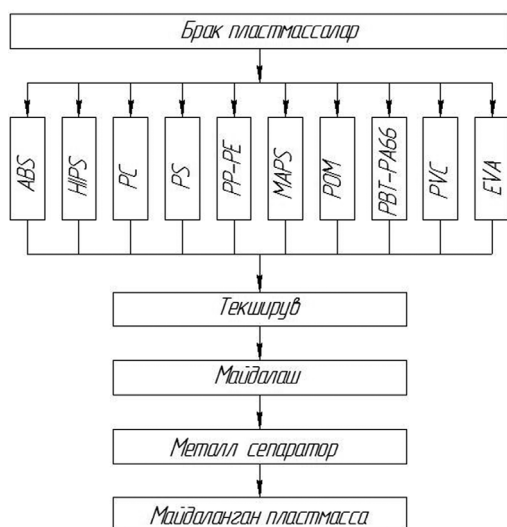 Брак пластмассалар
ABS
HIPS
PC
PS
PP-PE
MAPS
POM
PBT-PA66
PVC
EVA
Текширув
Майдалаш
Металл сепаратор
Майдаланган пластмасса